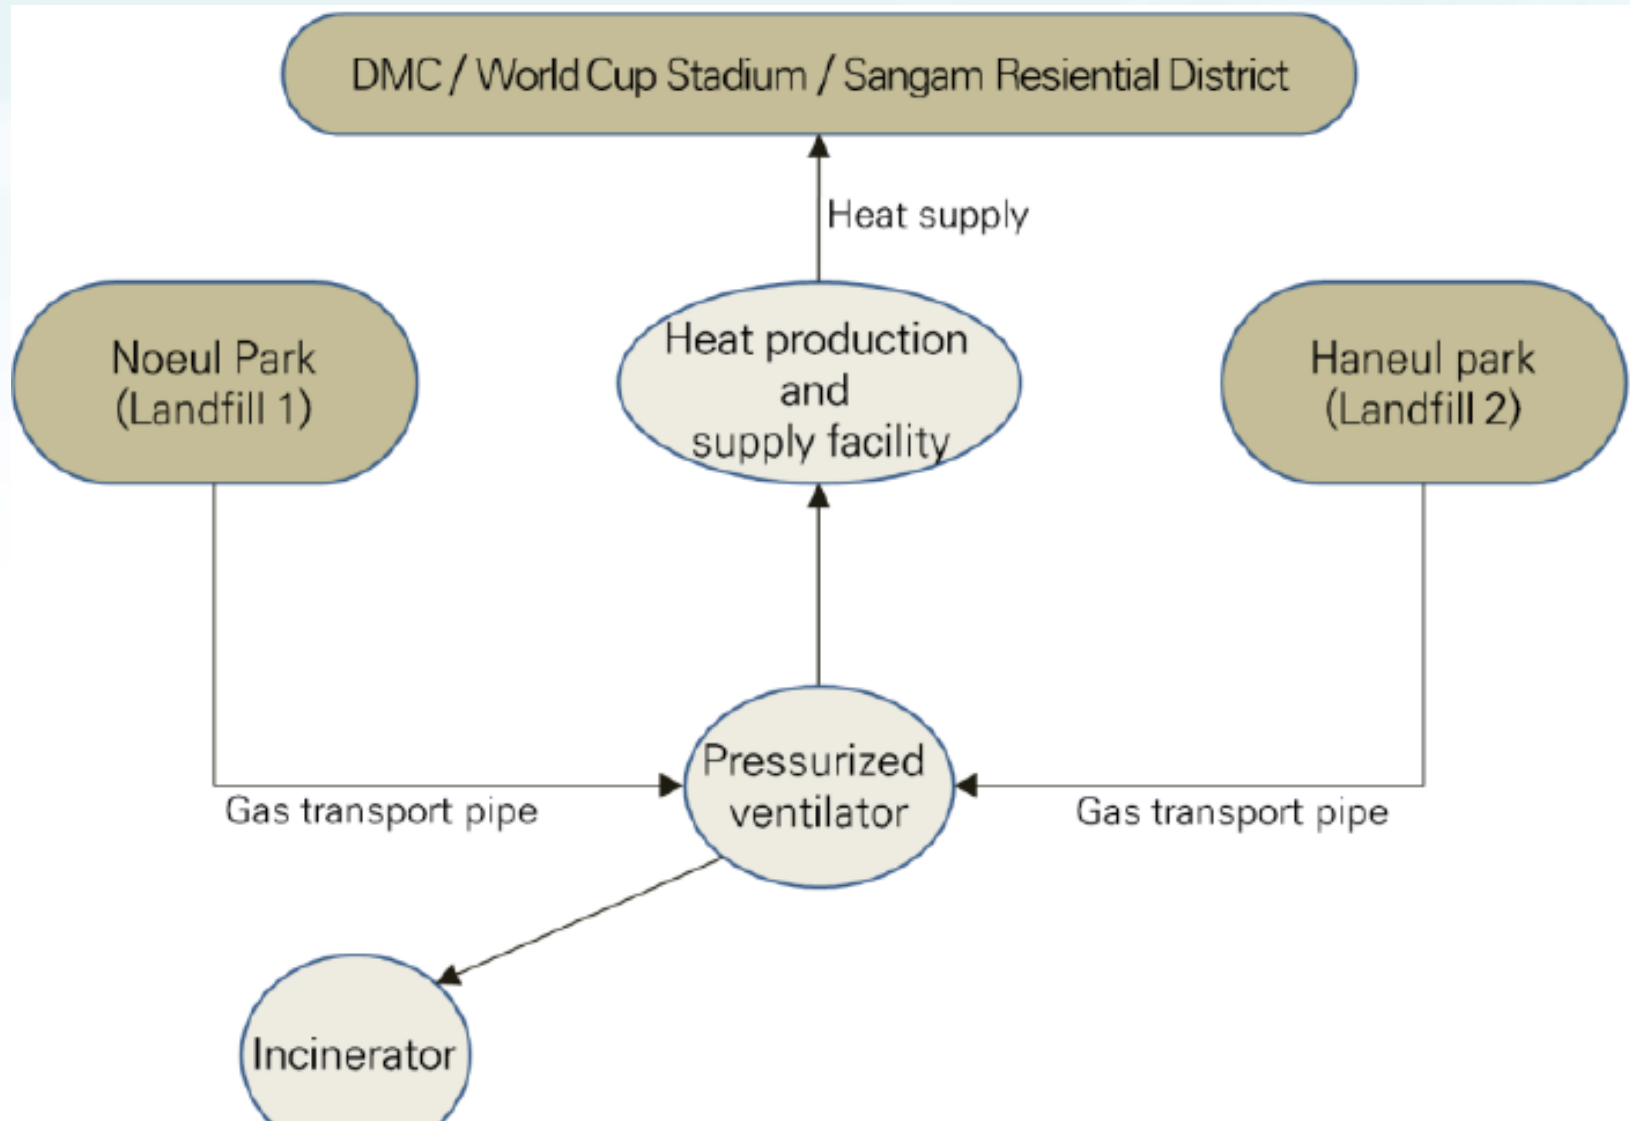 DMC / World Cup Stadium / Sangam Resiential District
Heat supply
Noeul Park
(Landfill 1)
Heat production
and
supply facility
Haneul park
(Landfill 2)
Pressurized
ventilator
Gas transport pipe
Gas transport pipe
Incinerator